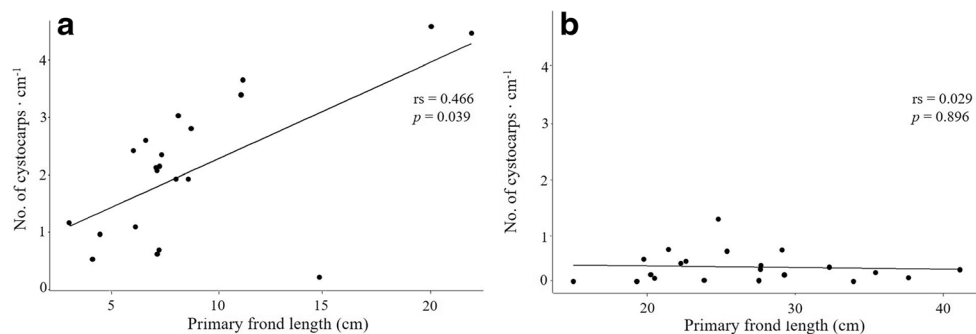 a
No. of cystocarps · cm⁻¹
4
3
2
1
0
rs = 0.466
p = 0.039
5
10
15
20
Primary frond length (cm)
b
No. of cystocarps · cm⁻¹
4
3
2
1
0
rs = 0.029
p = 0.896
20
30
40
Primary frond length (cm)